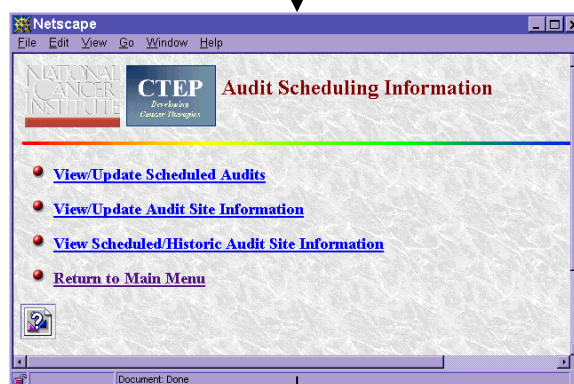 Netscape
File Edit View Go Window Help
NATIONAL
CANCER
INSTITUTE
CTEP
Developing
Cancer Therapies
Audit Scheduling Information
View/Update Scheduled Audits
View/Update Audit Site Information
View Scheduled/Historic Audit Site Information
Return to Main Menu
Document: Done